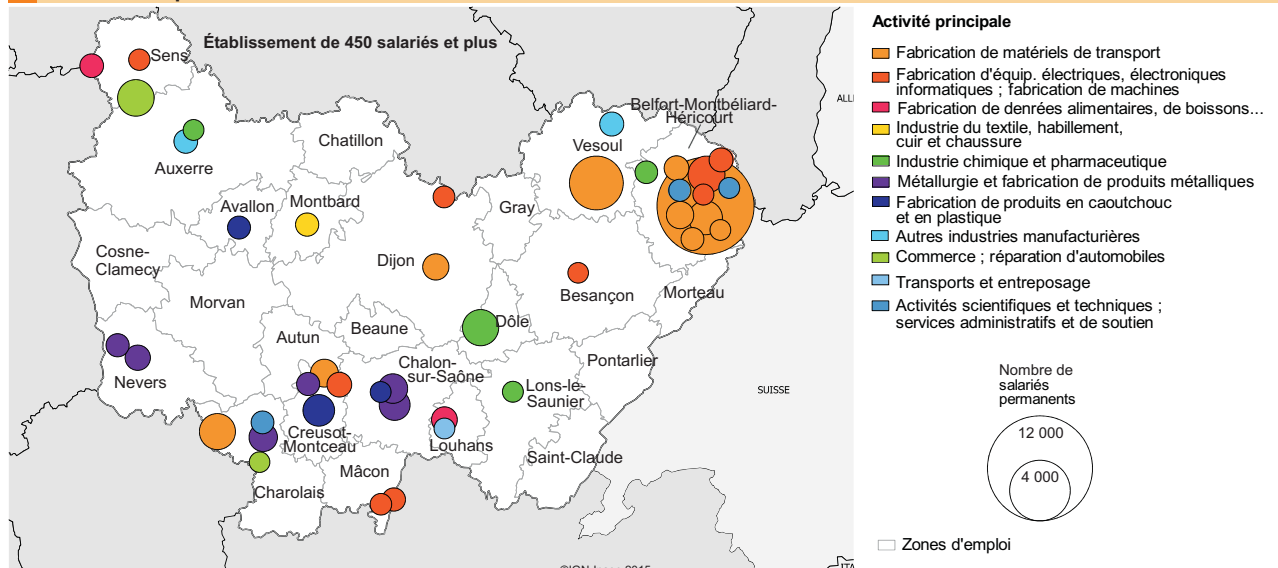 Établissement de 450 salariés et plus
Sens
Auxerre
Chatillon
Avallon
Montbard
Cosne-
Clamecy
Morvan
Dijon
Gray
Vesoul
Belfort-Montbéliard-
Héricourt
Besançon
Morteau
Autun
Beaune
Dôle
Nevers
Chalon-
sur-Saône
Pontarlier
Lons-le-
Saunier
Creusot-
Montceau
Louhans
Saint-Claude
Mâcon
Charolais
SUISSE
Activité principale
Fabrication de matériels de transport
Fabrication d'équip. électriques, électroniques
informatiques ; fabrication de machines
Fabrication de denrées alimentaires, de boissons...
Industrie du textile, habillement,
cuir et chaussure
Industrie chimique et pharmaceutique
Métallurgie et fabrication de produits métalliques
Fabrication de produits en caoutchouc
et en plastique
Autres industries manufacturières
Commerce ; réparation d'automobiles
Transports et entreposage
Activités scientifiques et techniques ;
services administratifs et de soutien
Nombre de
salariés
permanents
12 000
4 000
Zones d'emploi